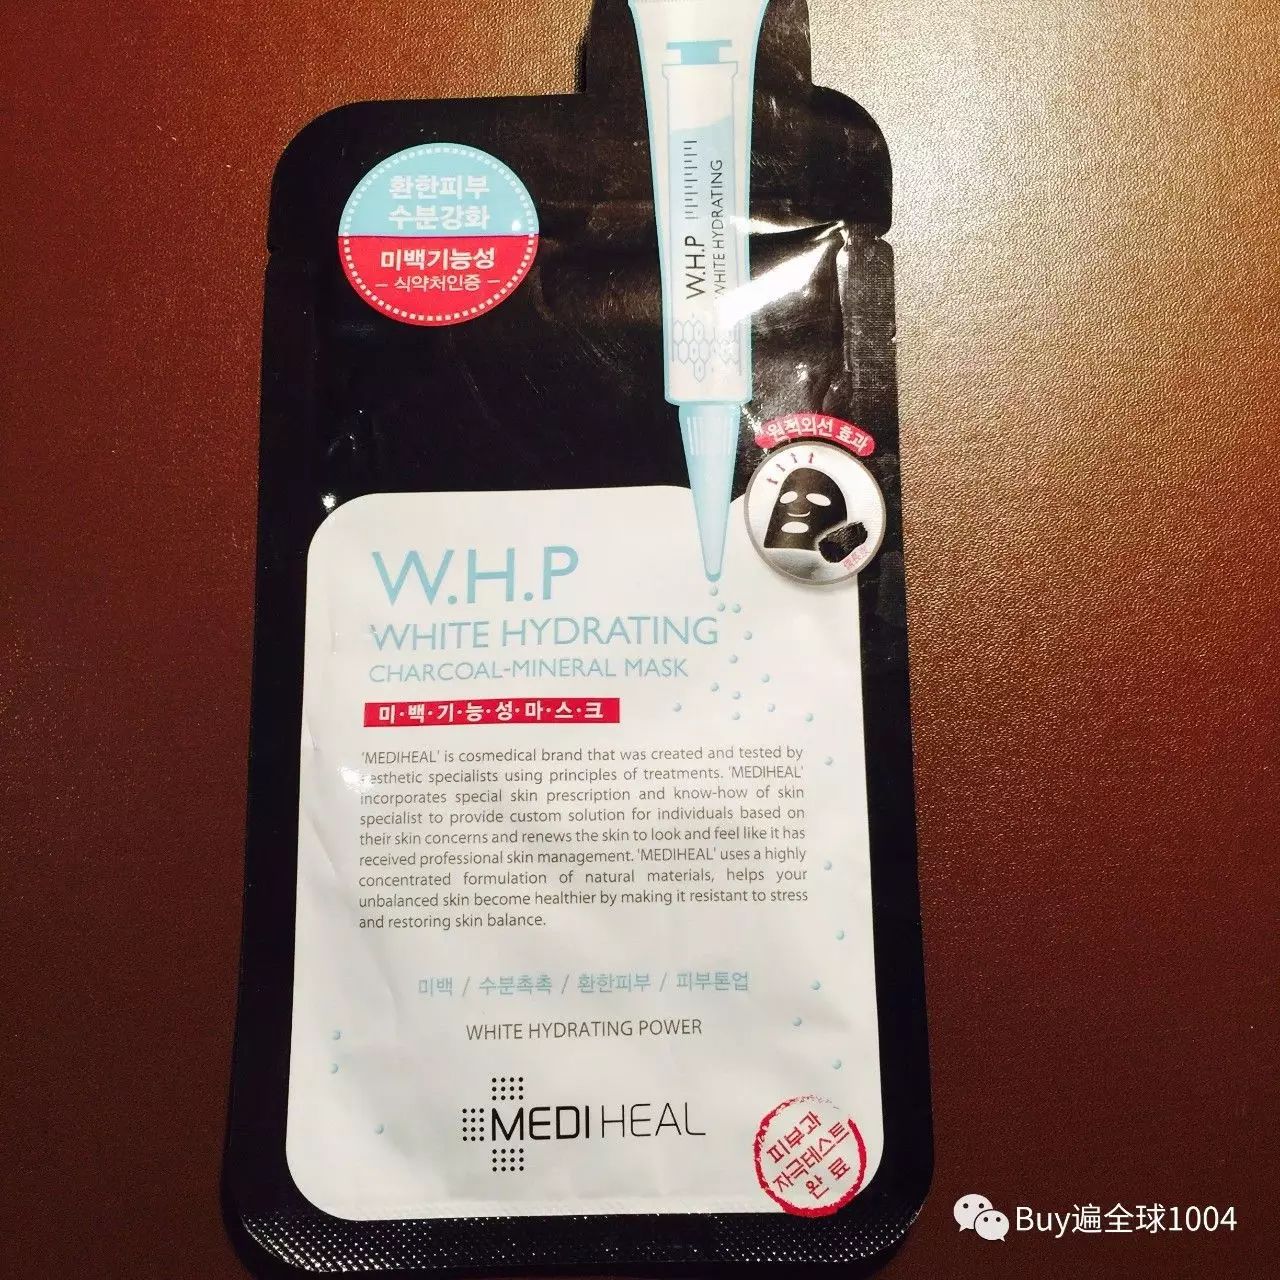 환한피부
수분강화
미백기능성
- 식약처인증 -
W.H.P
WHITE HYDRATING
원적외선 효과
W.H.P
WHITE HYDRATING
CHARCOAL-MINERAL MASK
미·백·기·능·성·마·스·크
'MEDIHEAL' is cosmedical brand that was created and tested by
aesthetic specialists using principles of treatments. 'MEDIHEAL'
incorporates special skin prescription and know-how of skin
specialist to provide custom solution for individuals based on
their skin concerns and renews the skin to look and feel like it has
received professional skin management. 'MEDIHEAL' uses a highly
concentrated formulation of natural materials, helps your
unbalanced skin become healthier by making it resistant to stress
and restoring skin balance.
미백 / 수분촉촉 / 환한피부 / 피부톤업
WHITE HYDRATING POWER
MEDIHEAL
피부과
자극테스트
완료
Buy遍全球1004